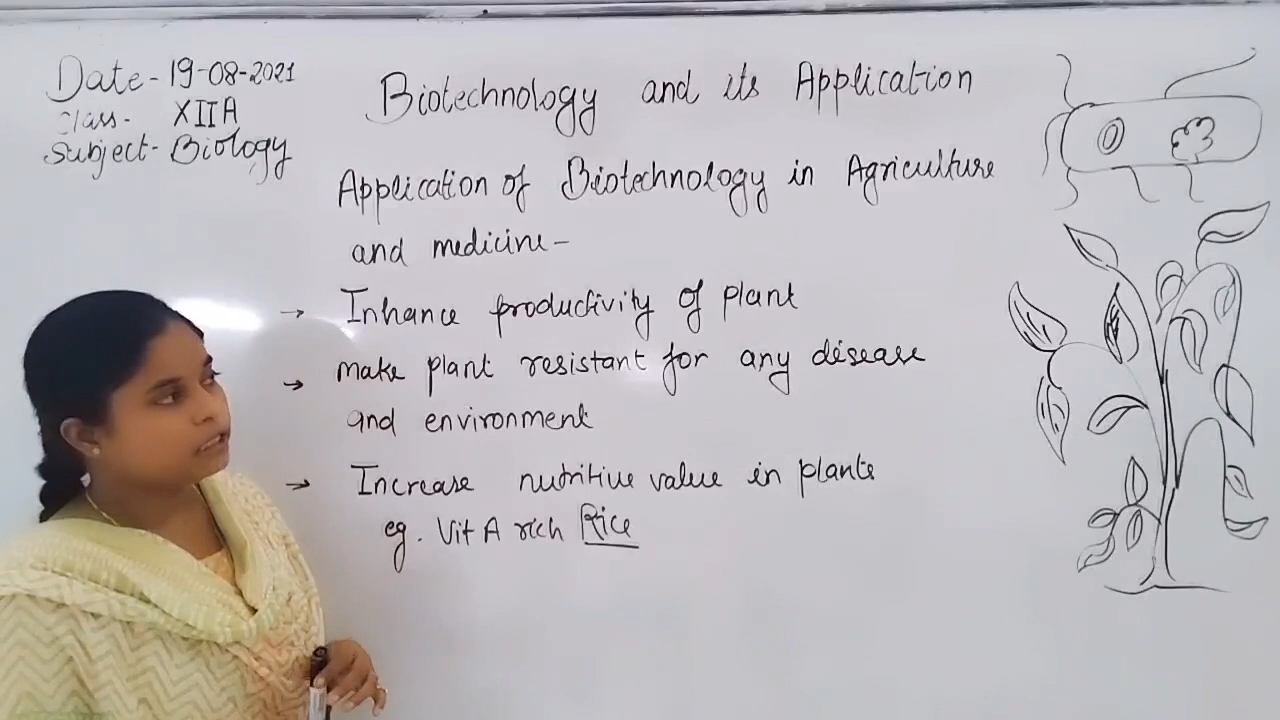 Date - 19-08-2021
Class - XII A
Subject - Biology
Biotechnology and its Application
Application of Biotechnology in Agriculture
and medicine -
→ Inhance productivity of plant
→ make plant resistant for any disease
and environment
→ Increase nutritive value in plants
eg. Vit A rich Rice